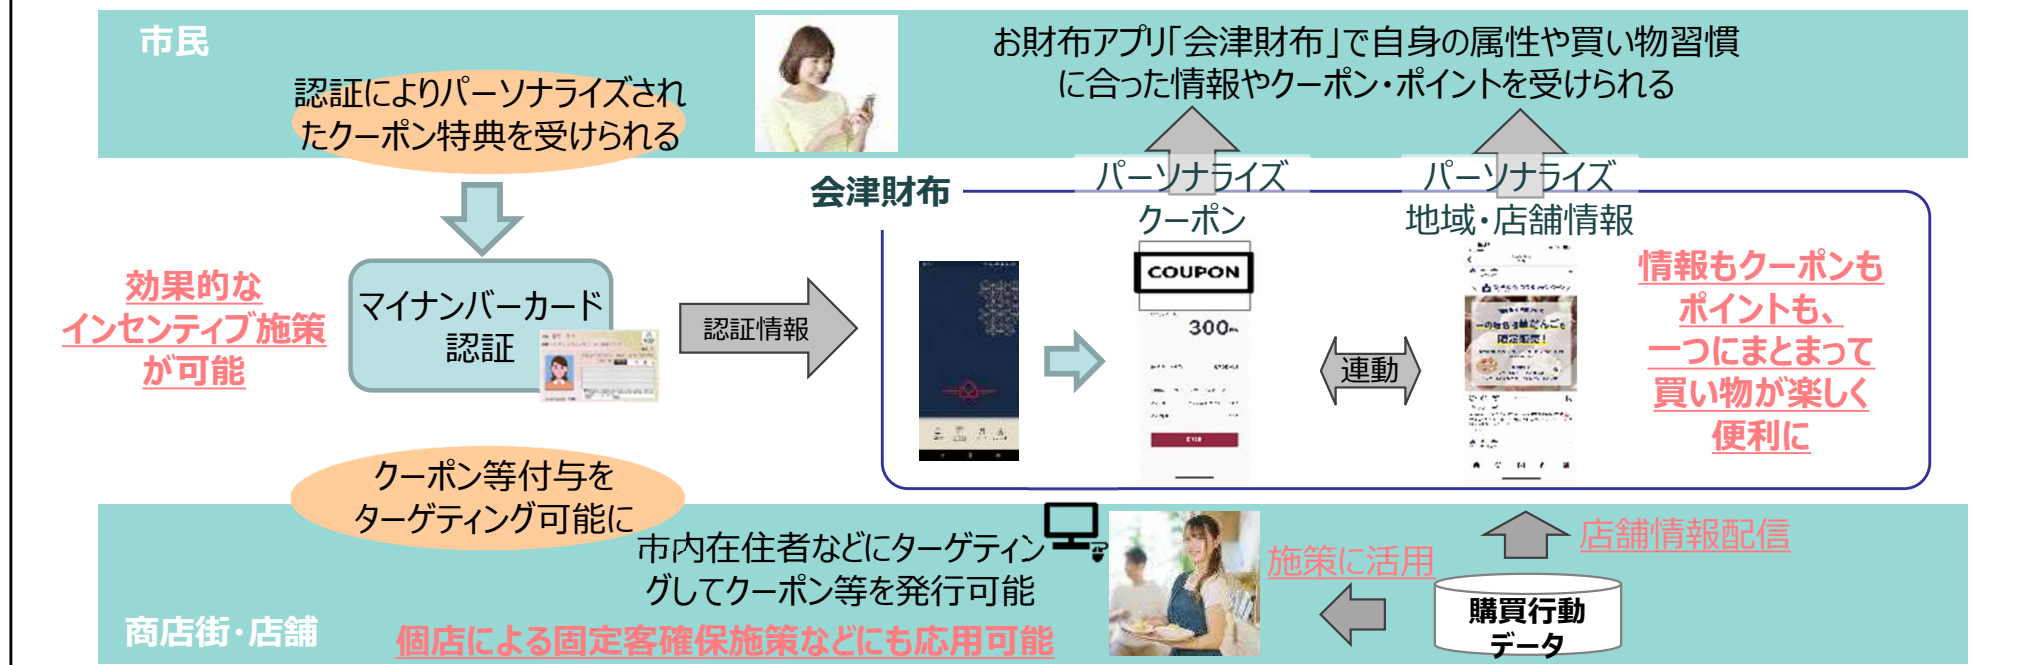 市民
お財布アプリ「会津財布」で自身の属性や買い物習慣
に合った情報やクーポン・ポイントを受けられる
認証によりパーソナライズされ
たクーポン特典を受けられる
会津財布
パーソナライズ
クーポン
パーソナライズ
地域・店舗情報
効果的な
インセンティブ施策
が可能
マイナンバーカード
認証
認証情報
COUPON
300
連動
限定販売!
情報もクーポンも
ポイントも、
一つにまとまって
買い物が楽しく
便利に
クーポン等付与を
ターゲティング可能に
市内在住者などにターゲティン
グしてクーポン等を発行可能
個店による固定客確保施策などにも応用可能
商店街・店舗
施策に活用
店舗情報配信
購買行動
データ